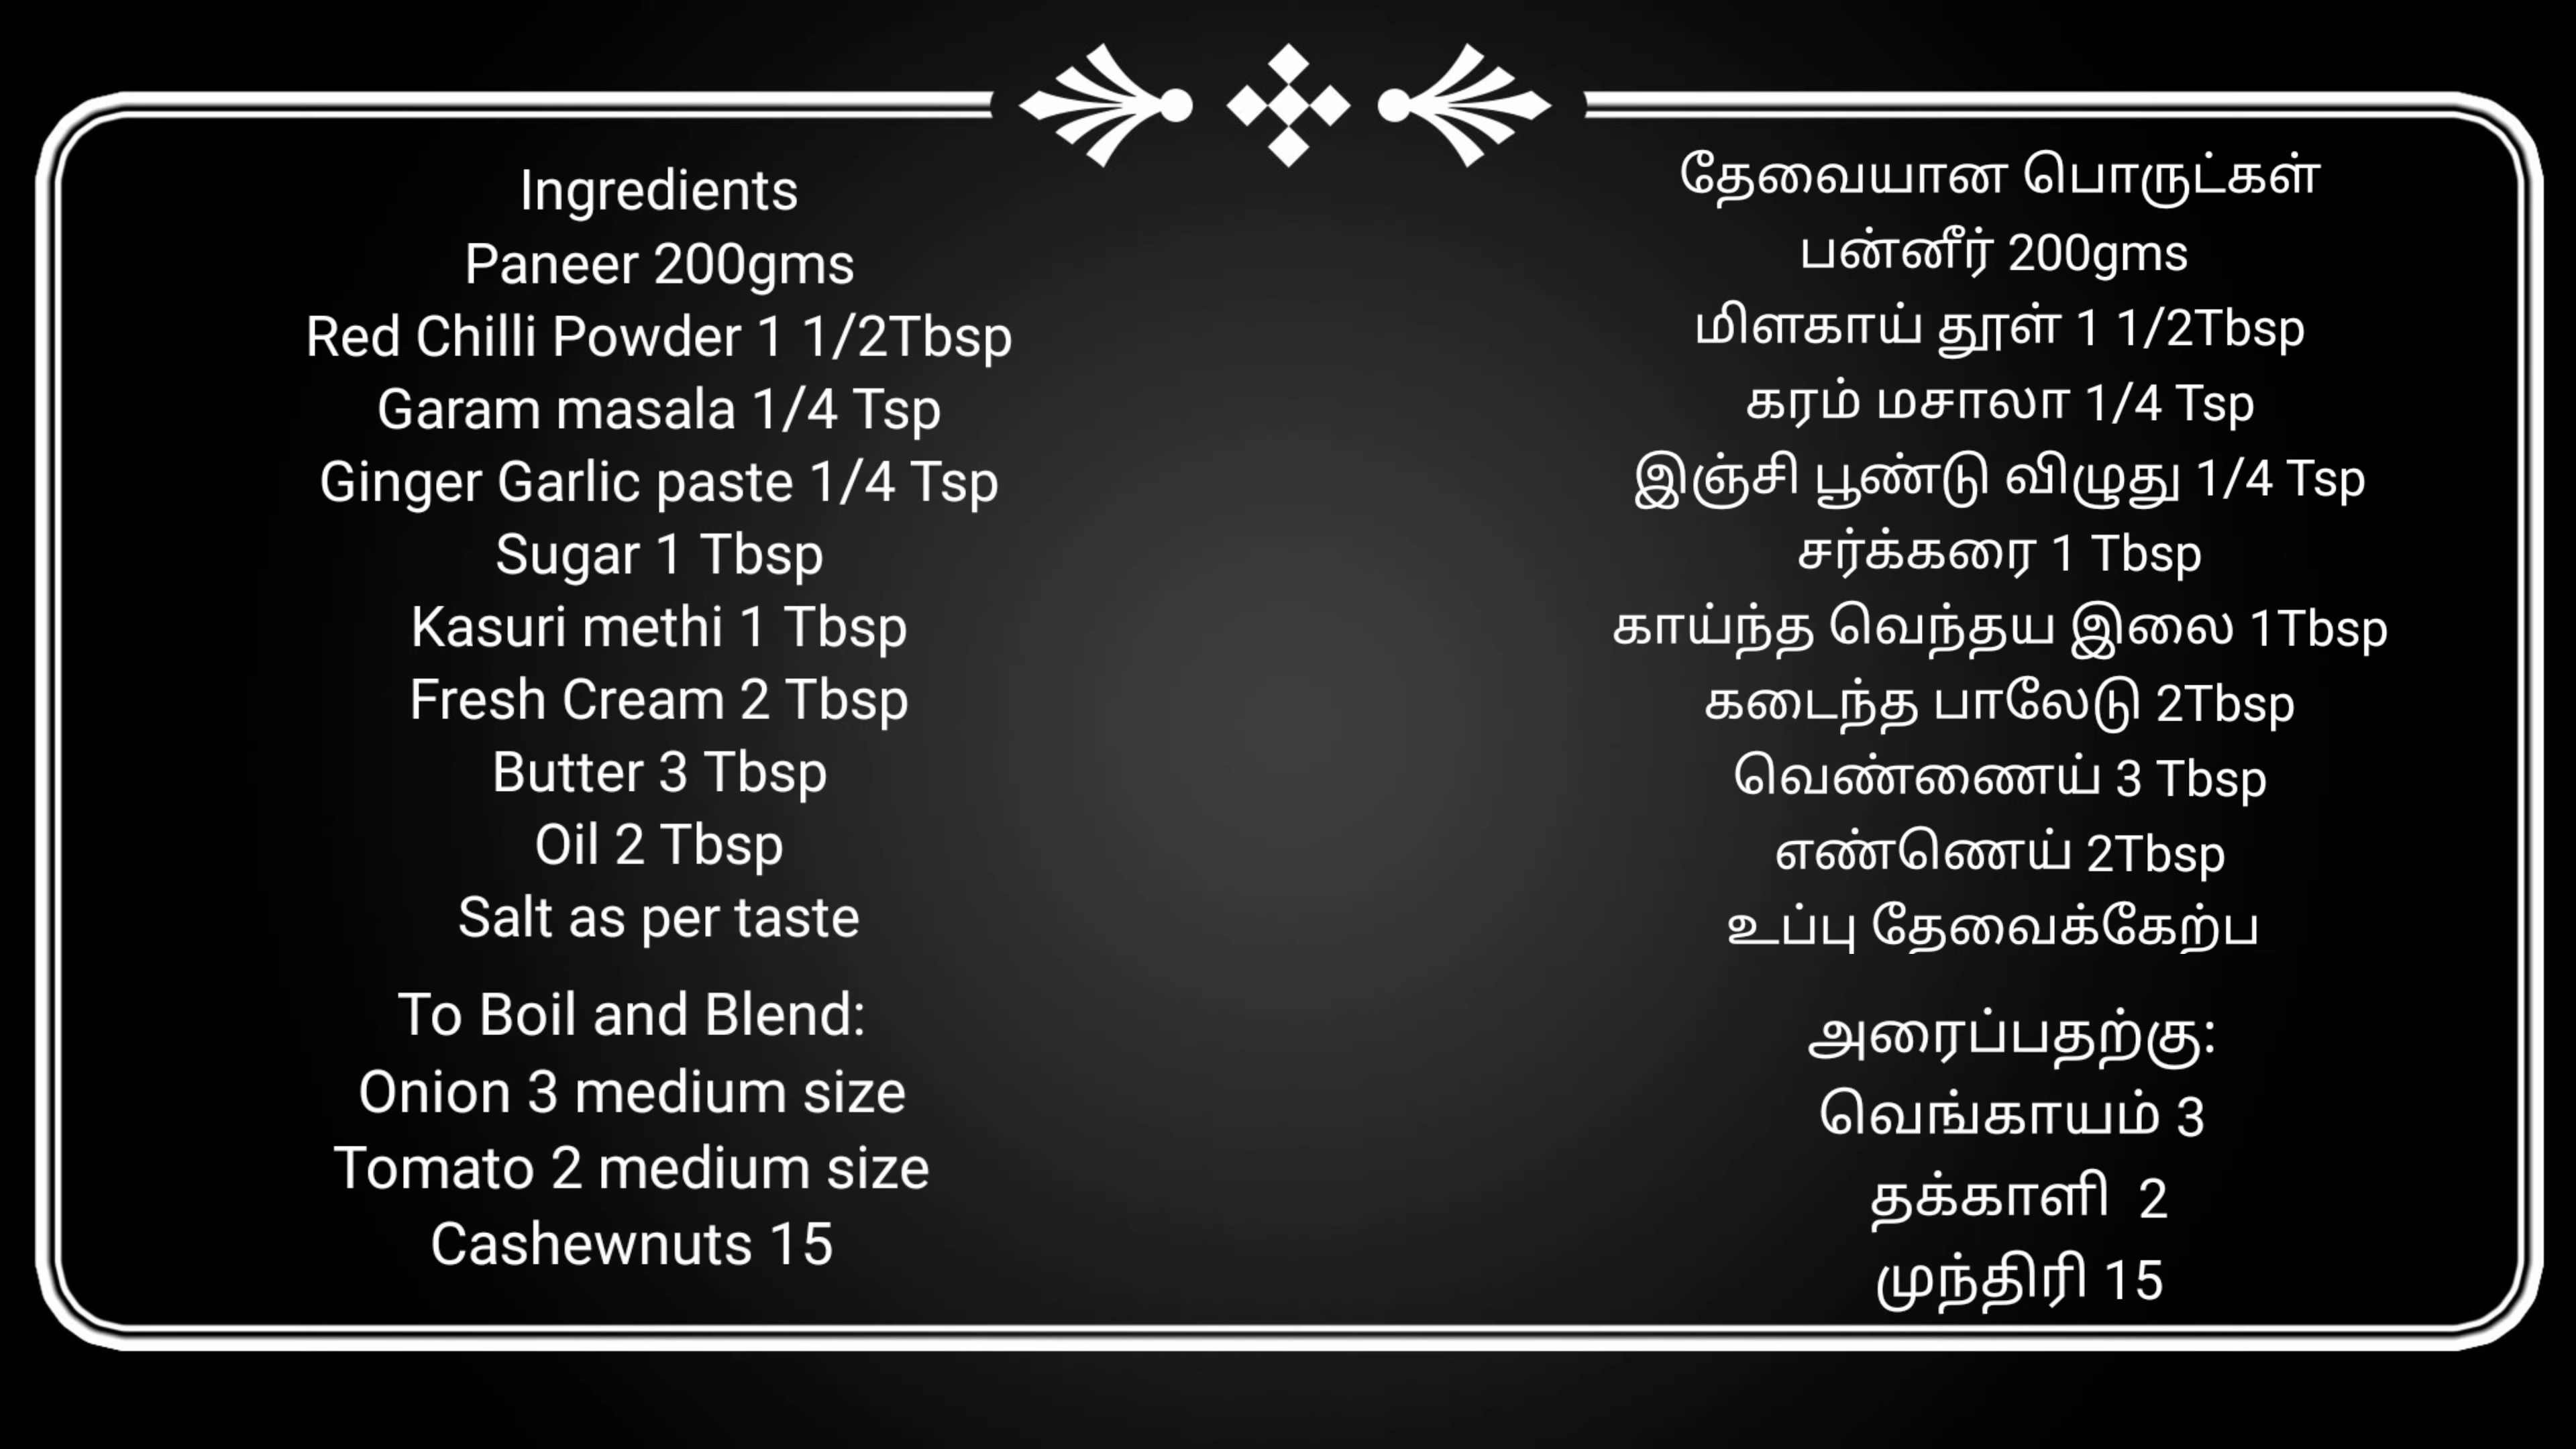 Ingredients
Paneer 200gms
Red Chilli Powder 1 1/2Tbsp
Garam masala 1/4 Tsp
Ginger Garlic paste 1/4 Tsp
Sugar 1 Tbsp
Kasuri methi 1 Tbsp
Fresh Cream 2 Tbsp
Butter 3 Tbsp
Oil 2 Tbsp
Salt as per taste
To Boil and Blend:
Onion 3 medium size
Tomato 2 medium size
Cashewnuts 15
தேவையான பொருட்கள்
பன்னீர் 200gms
மிளகாய் தூள் 1 1/2Tbsp
கரம் மசாலா 1/4 Tsp
இஞ்சி பூண்டு விழுது 1/4 Tsp
சர்க்கரை 1 Tbsp
காய்ந்த வெந்தய இலை 1Tbsp
கடைந்த பாலேடு 2Tbsp
வெண்ணைய் 3 Tbsp
எண்ணெய் 2Tbsp
உப்பு தேவைக்கேற்ப
அரைப்பதற்கு:
வெங்காயம் 3
தக்காளி  2
முந்திரி 15